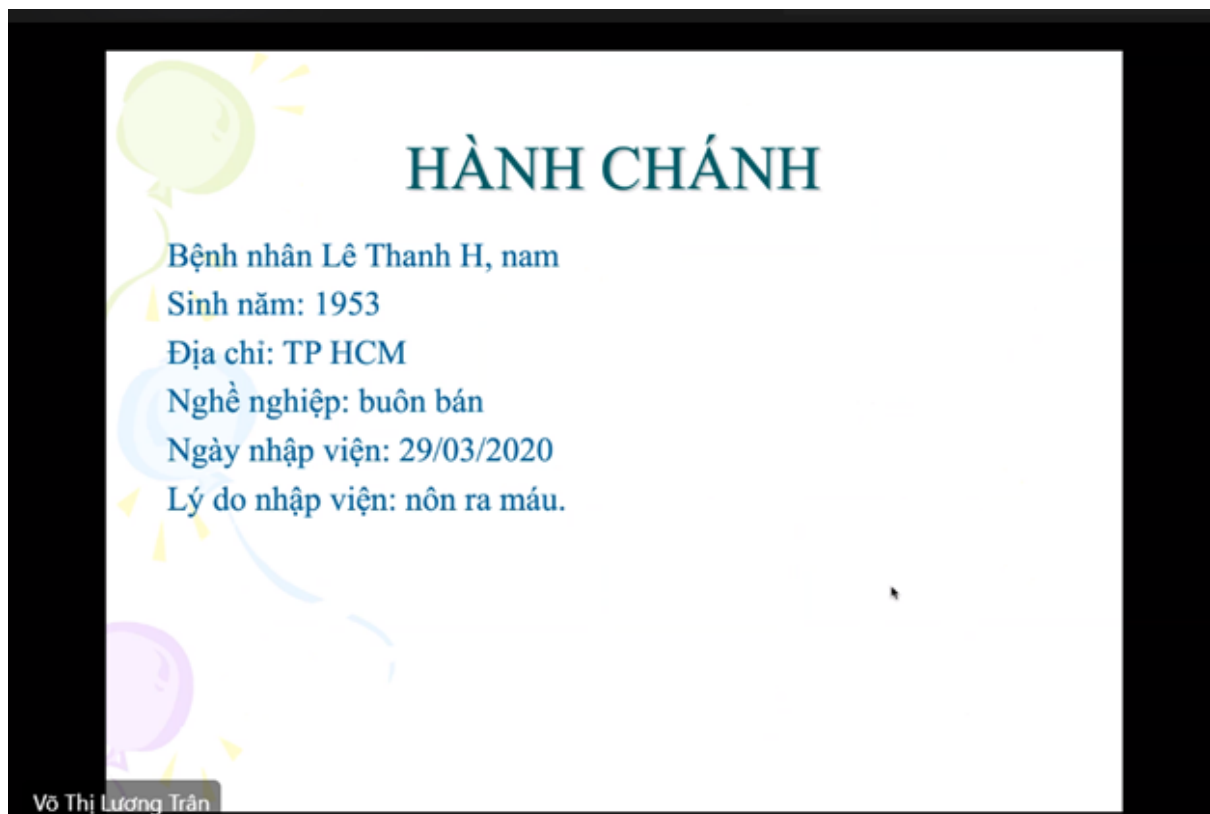 HÀNH CHÁNH
Bệnh nhân Lê Thanh H, nam
Sinh năm: 1953
Địa chỉ: TP HCM
Nghề nghiệp: buôn bán
Ngày nhập viện: 29/03/2020
Lý do nhập viện: nôn ra máu.
Võ Thị Lương Trân